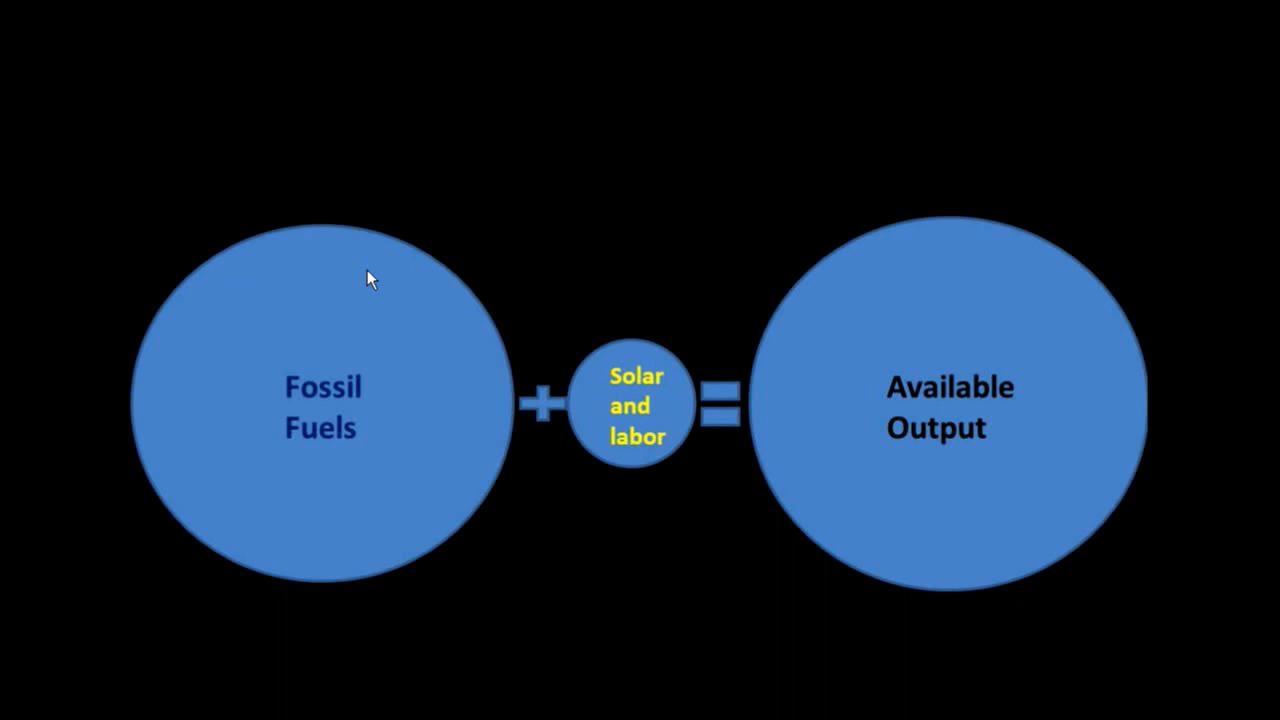 Fossil
Fuels
Solar
and
labor
Available
Output